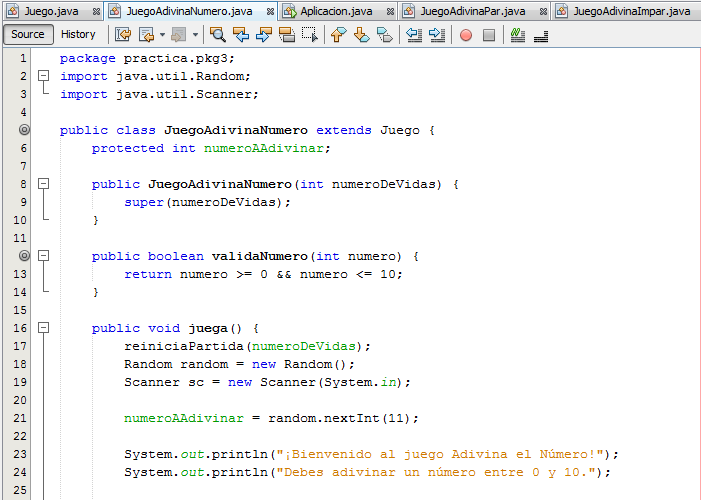 Juego.java JuegoAdivinaNumero.java Aplicacion.java JuegoAdivinaPar.java JuegoAdivinaImpar.java
Source History
1 package practica.pkg3;
2 import java.util.Random;
3 import java.util.Scanner;
4
public class JuegoAdivinaNumero extends Juego {
6 protected int numeroAAdivinar;
7
8 public JuegoAdivinaNumero(int numeroDeVidas) {
9 super(numeroDeVidas);
10 }
11
public boolean validaNumero(int numero) {
13 return numero >= 0 && numero <= 10;
14 }
15
16 public void juega() {
17 reiniciaPartida(numeroDeVidas);
18 Random random = new Random();
19 Scanner sc = new Scanner(System.in);
20
21 numeroAAdivinar = random.nextInt(11);
22
23 System.out.println("¡Bienvenido al juego Adivina el Número!");
24 System.out.println("Debes adivinar un número entre 0 y 10.");
25